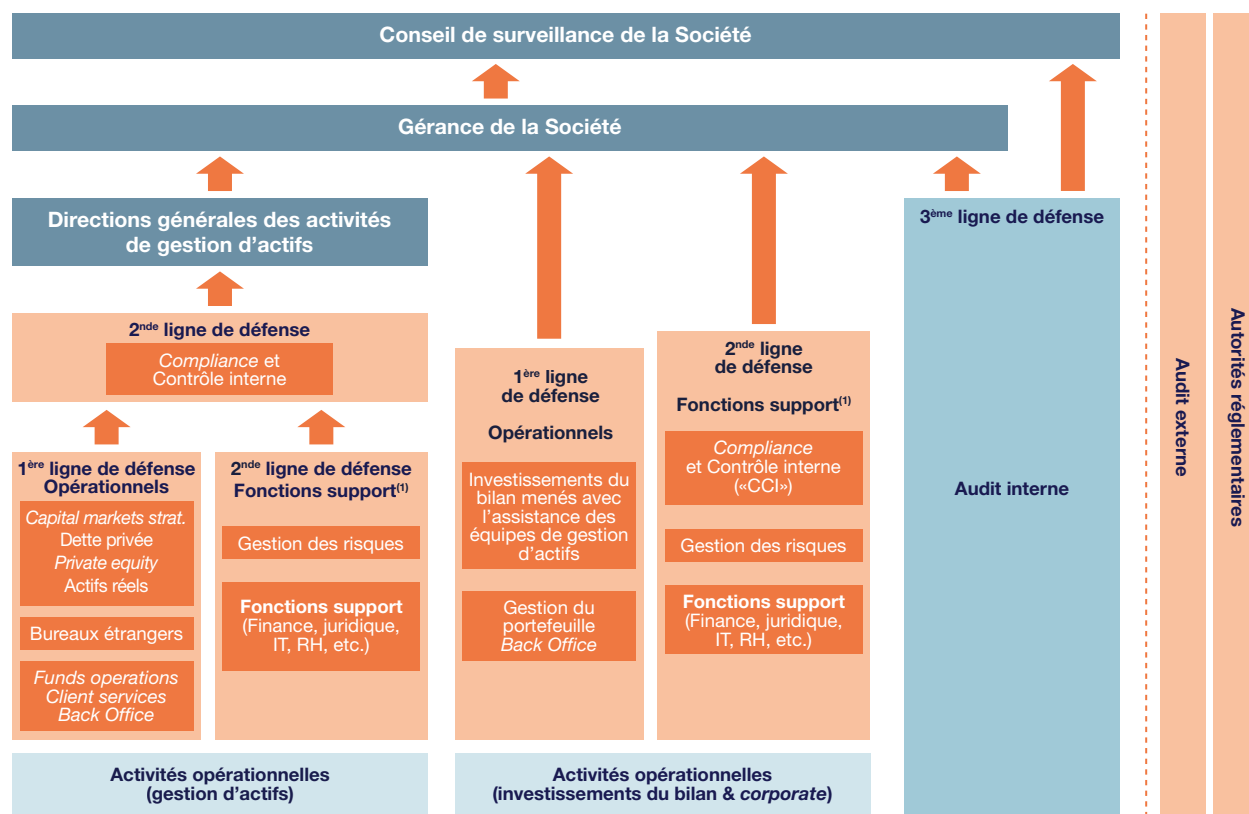 Conseil de surveillance de la Société
Gérance de la Société
Directions générales des activités
de gestion d'actifs
2nde ligne de défense
Compliance et
Contrôle interne
1ère ligne de défense
Opérationnels
Capital markets strat.
Dette privée
Private equity
Actifs réels
Bureaux étrangers
Funds operations
Client services
Back Office
2nde ligne de défense
Fonctions support(1)
Gestion des risques
Fonctions support
(Finance, juridique,
IT, RH, etc.)
Activités opérationnelles
(gestion d'actifs)
1ère ligne
de défense
Opérationnels
Investissements du
bilan menés avec
l'assistance des
équipes de gestion
d'actifs
Gestion du
portefeuille
Back Office
2nde ligne
de défense
Fonctions support(1)
Compliance
et Contrôle interne
(«CCI»)
Gestion des risques
Fonctions support
(Finance, juridique,
IT, RH, etc.)
Activités opérationnelles
(investissements du bilan & corporate)
3ème ligne de défense
Audit interne
Audit externe
Autorités réglementaires